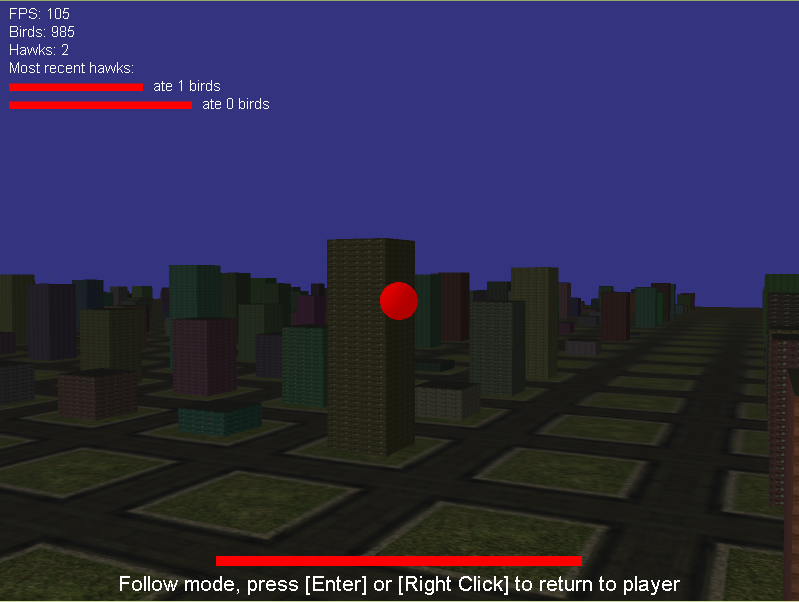 FPS: 105
Birds: 985
Hawks: 2
Most recent hawks:
ate 1 birds
ate 0 birds
Follow mode, press [Enter] or [Right Click] to return to player